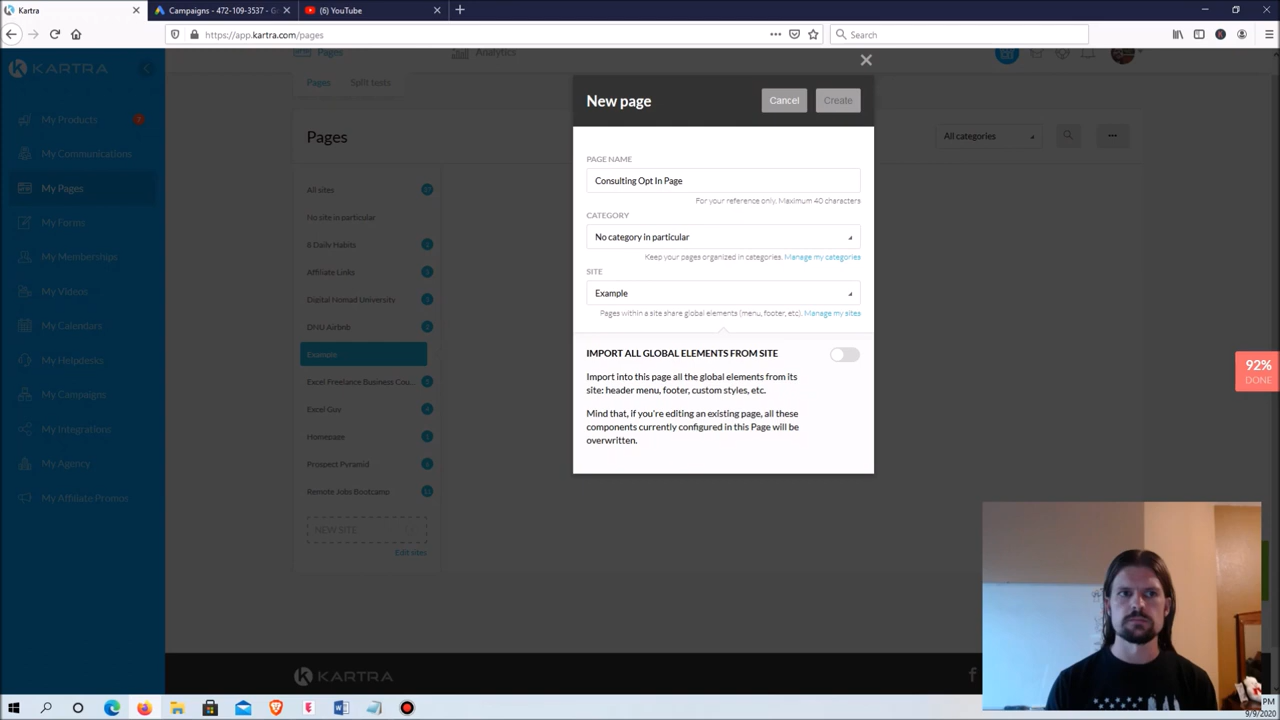 Kartra
Campaigns - 472-109-3537 - G
(6) YouTube
https://app.kartra.com/pages
Search
KARTRA
Pages
Analytics
Pages
Split tests
My Products
My Communications
My Pages
My Forms
My Memberships
My Videos
My Calendars
My Helpdesks
My Campaigns
My Integrations
My Agency
My Affiliate Promos
Pages
All categories
All sites
No site in particular
6 Daily Habits
Affiliate Links
Digital Nomad University
DNU Airbnb
Example
Excel Freelance Business Cou...
Excel Guy
Homepage
Prospect Pyramid
Remote Jobs Bootcamp
11
NEW SITE
Edit sites
New page
Cancel
Create
PAGE NAME
Consulting Opt In Page
For your reference only. Maximum 40 characters
CATEGORY
No category in particular
Keep your pages organized in categories. Manage my categories
SITE
Example
Pages within a site share global elements (menu, footer, etc). Manage my sites
IMPORT ALL GLOBAL ELEMENTS FROM SITE
Import into this page all the global elements from its
site: header menu, footer, custom styles, etc.
Mind that, if you're editing an existing page, all these
components currently configured in this Page will be
overwritten.
92%
DONE
KARTRA
PM
9/9/2020